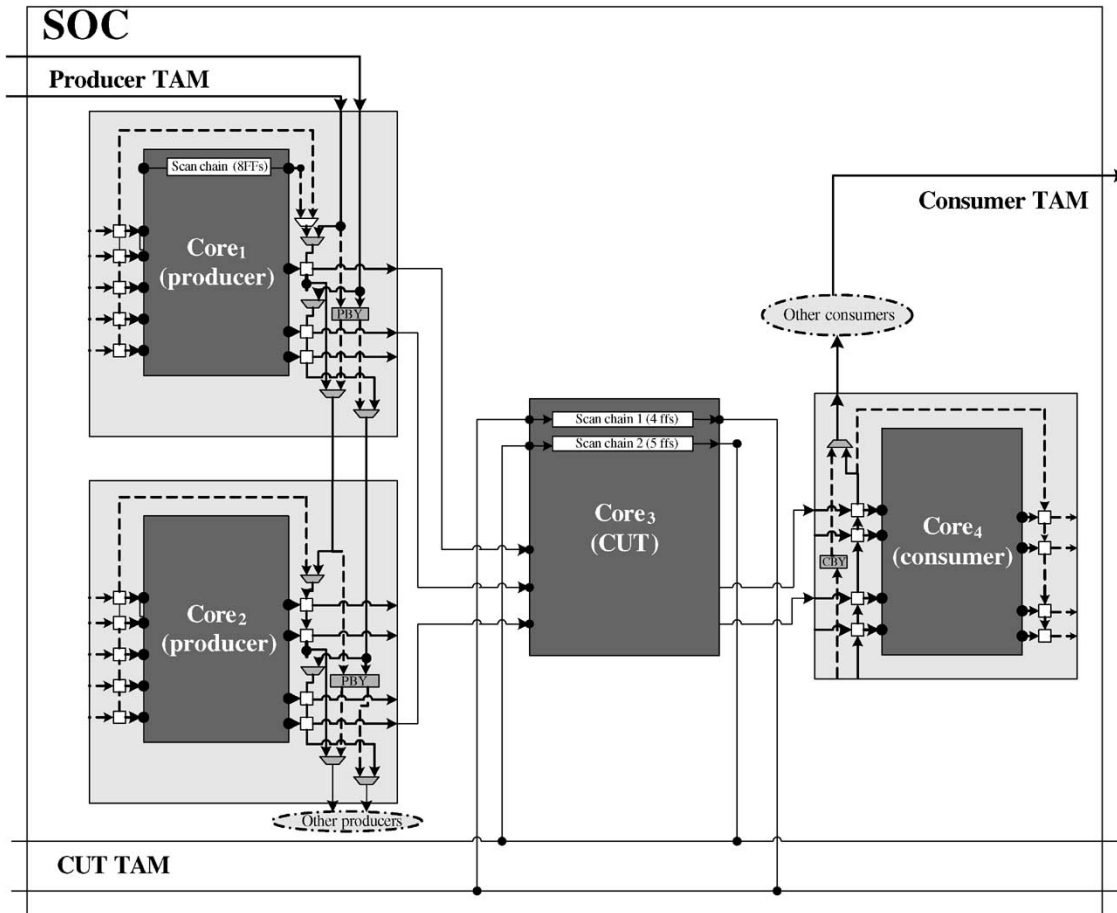 SOC
Producer TAM
Scan chain (8FFs)
Core1
(producer)
PBY
Consumer TAM
Other consumers
Scan chain 1 (4 ffs)
Scan chain 2 (5 ffs)
Core3
(CUT)
CBY
Core4
(consumer)
Core2
(producer)
PBY
Other producers
CUT TAM